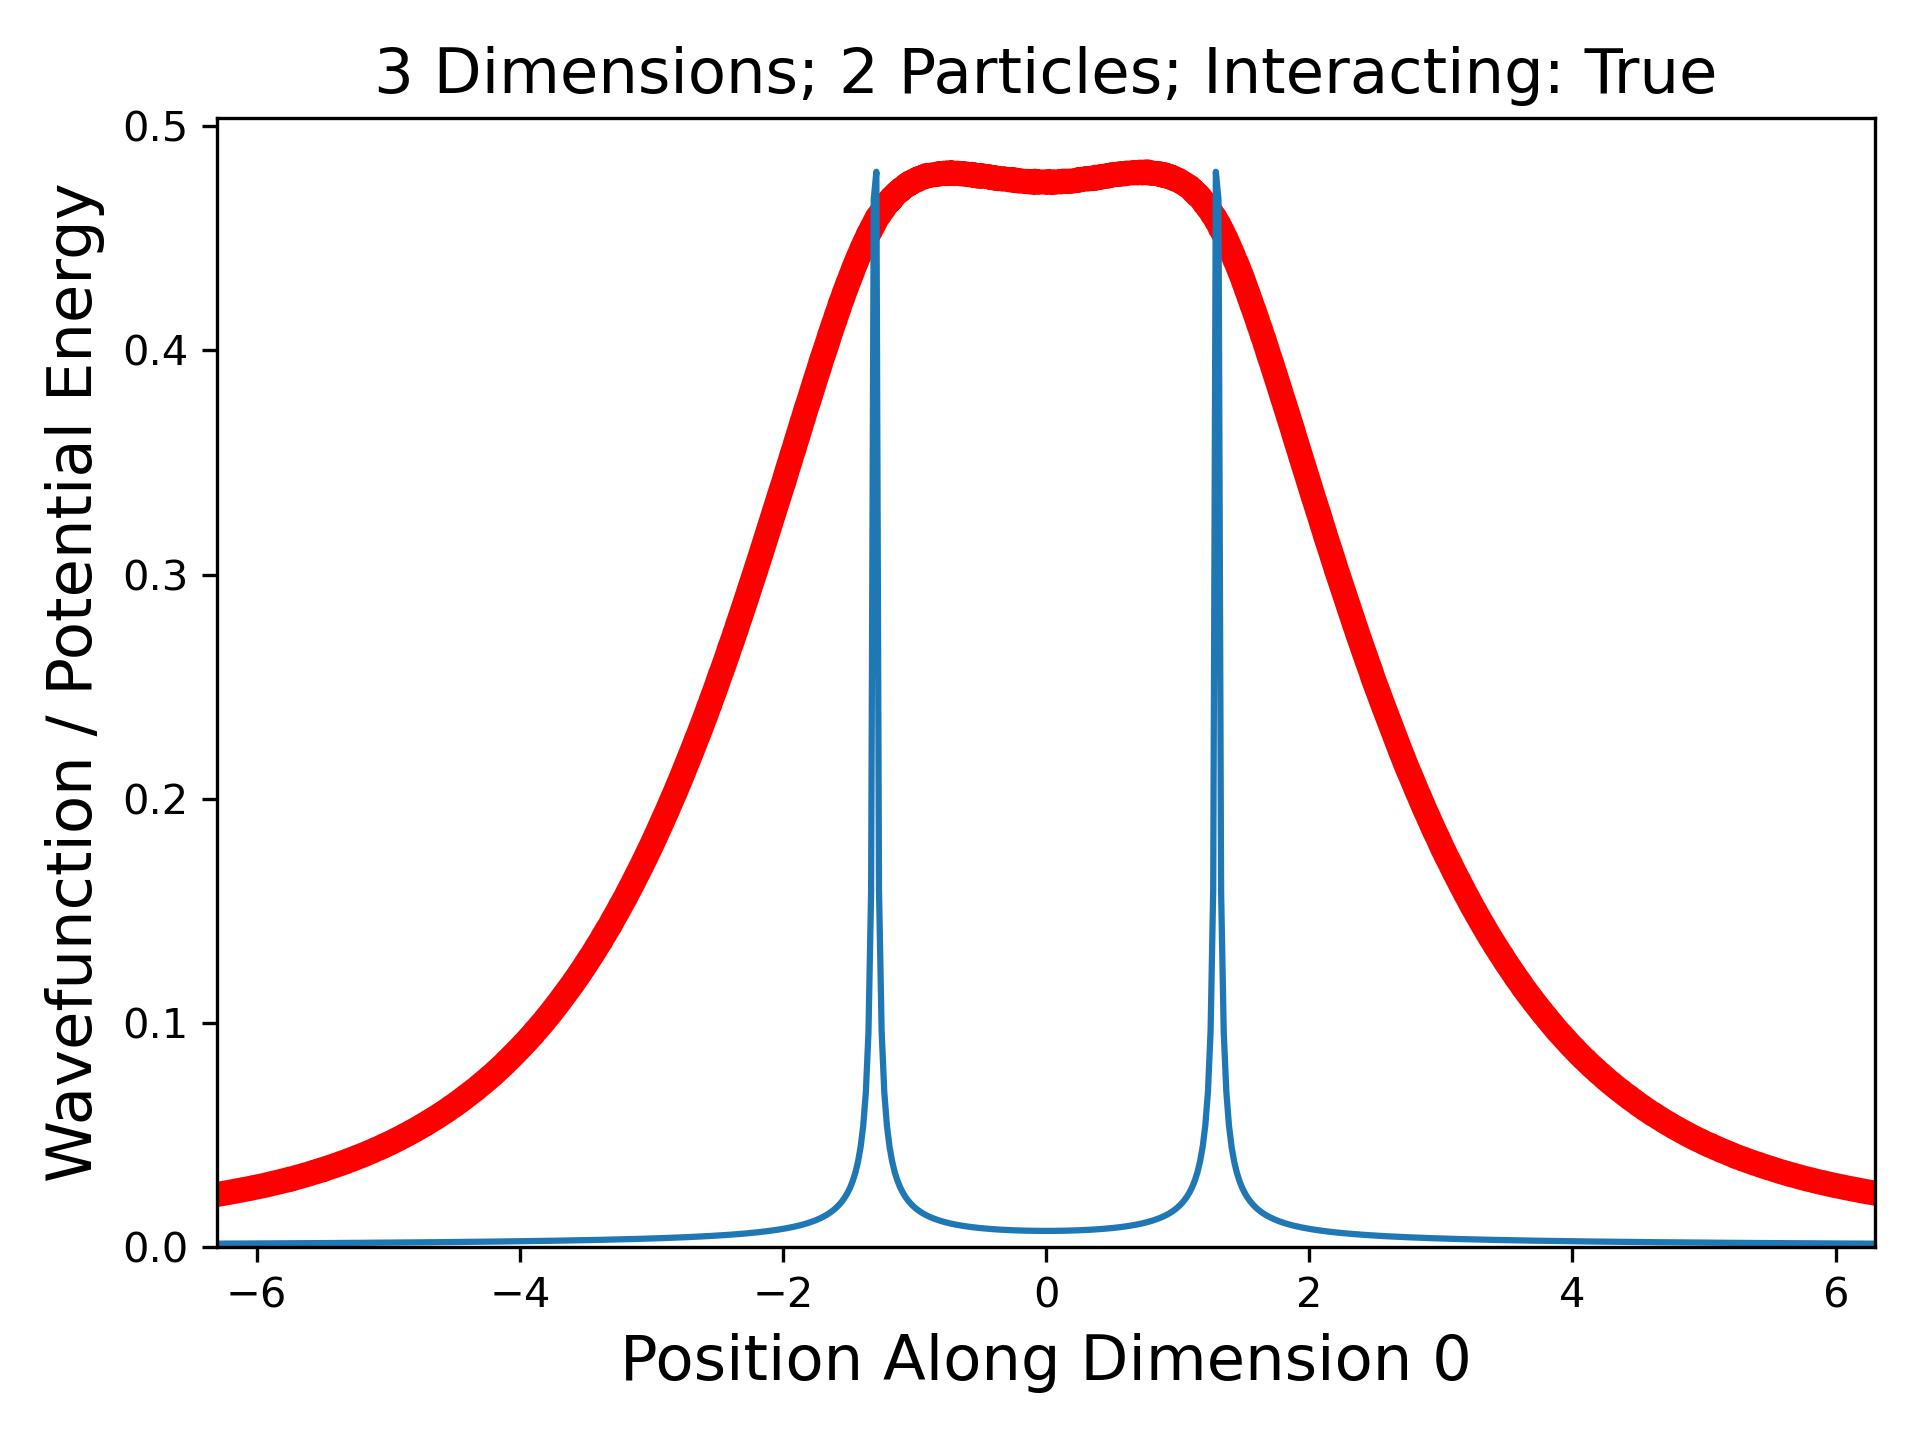 3 Dimensions; 2 Particles; Interacting: True
Wavefunction / Potential Energy
0.5
0.4
0.3
0.2
0.1
0.0
−6 −4 −2 0 2 4 6
Position Along Dimension 0